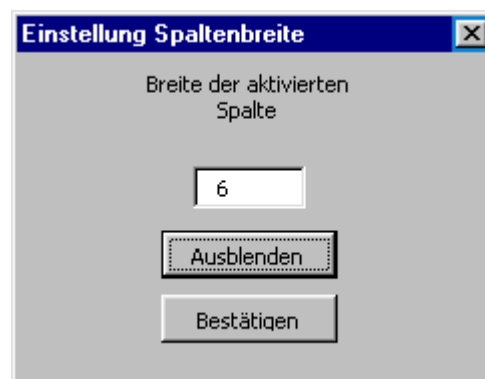 Einstellung Spaltenbreite
Breite der aktivierten
Spalte
6
Ausblenden
Bestätigen